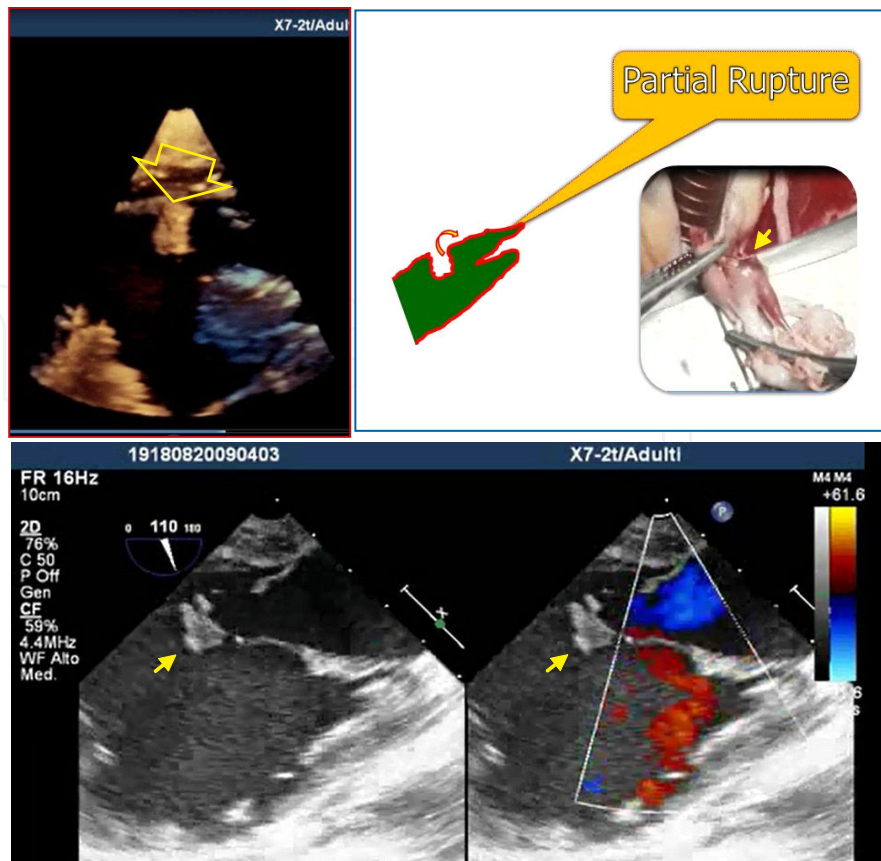 X7-2t/Adul
Partial Rupture
19180820090403
X7-2t/Adulti
FR 16Hz
10cm
2D
76%
C 50
P Off
Gen
CF
59%
4.4MHz
WF Alto
Med.
0 110 180
P
M4 M4
+61.6
x